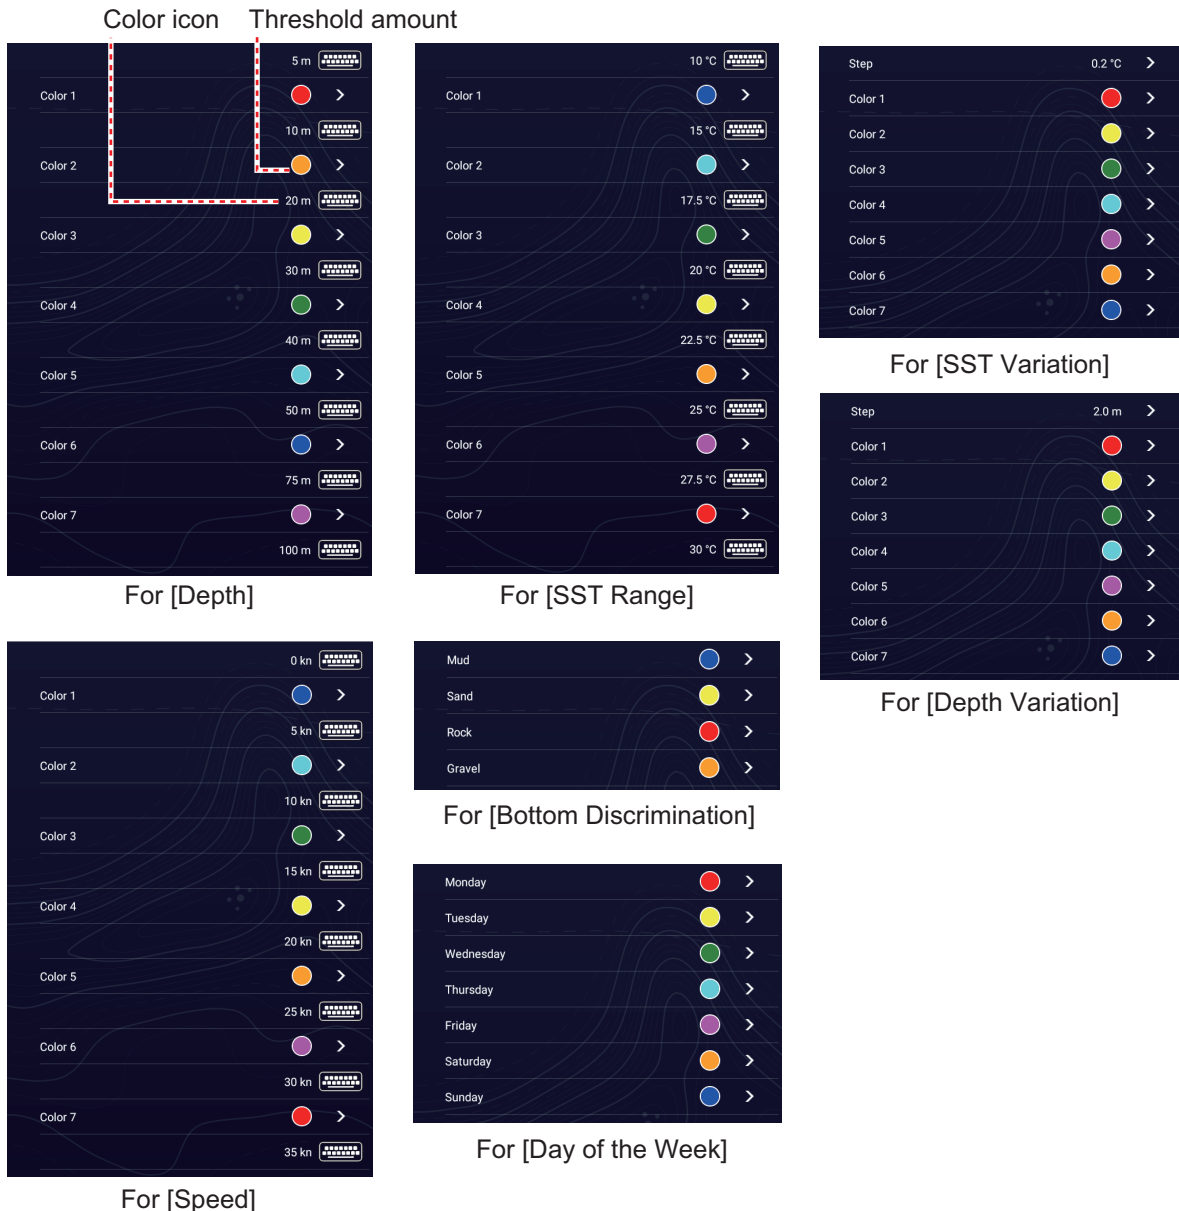 Color icon Threshold amount
5 m
Color 1
10 m
Color 2
20 m
Color 3
30 m
Color 4
40 m
Color 5
50 m
Color 6
75 m
Color 7
100 m
For [Depth]
10 °C
Color 1
15 °C
Color 2
17.5 °C
Color 3
20 °C
Color 4
22.5 °C
Color 5
25 °C
Color 6
27.5 °C
Color 7
30 °C
For [SST Range]
Step 0.2 °C
Color 1
Color 2
Color 3
Color 4
Color 5
Color 6
Color 7
For [SST Variation]
Step 2.0 m
Color 1
Color 2
Color 3
Color 4
Color 5
Color 6
Color 7
For [Depth Variation]
0 kn
Color 1
5 kn
Color 2
10 kn
Color 3
15 kn
Color 4
20 kn
Color 5
25 kn
Color 6
30 kn
Color 7
35 kn
For [Speed]
Mud
Sand
Rock
Gravel
For [Bottom Discrimination]
Monday
Tuesday
Wednesday
Thursday
Friday
Saturday
Sunday
For [Day of the Week]